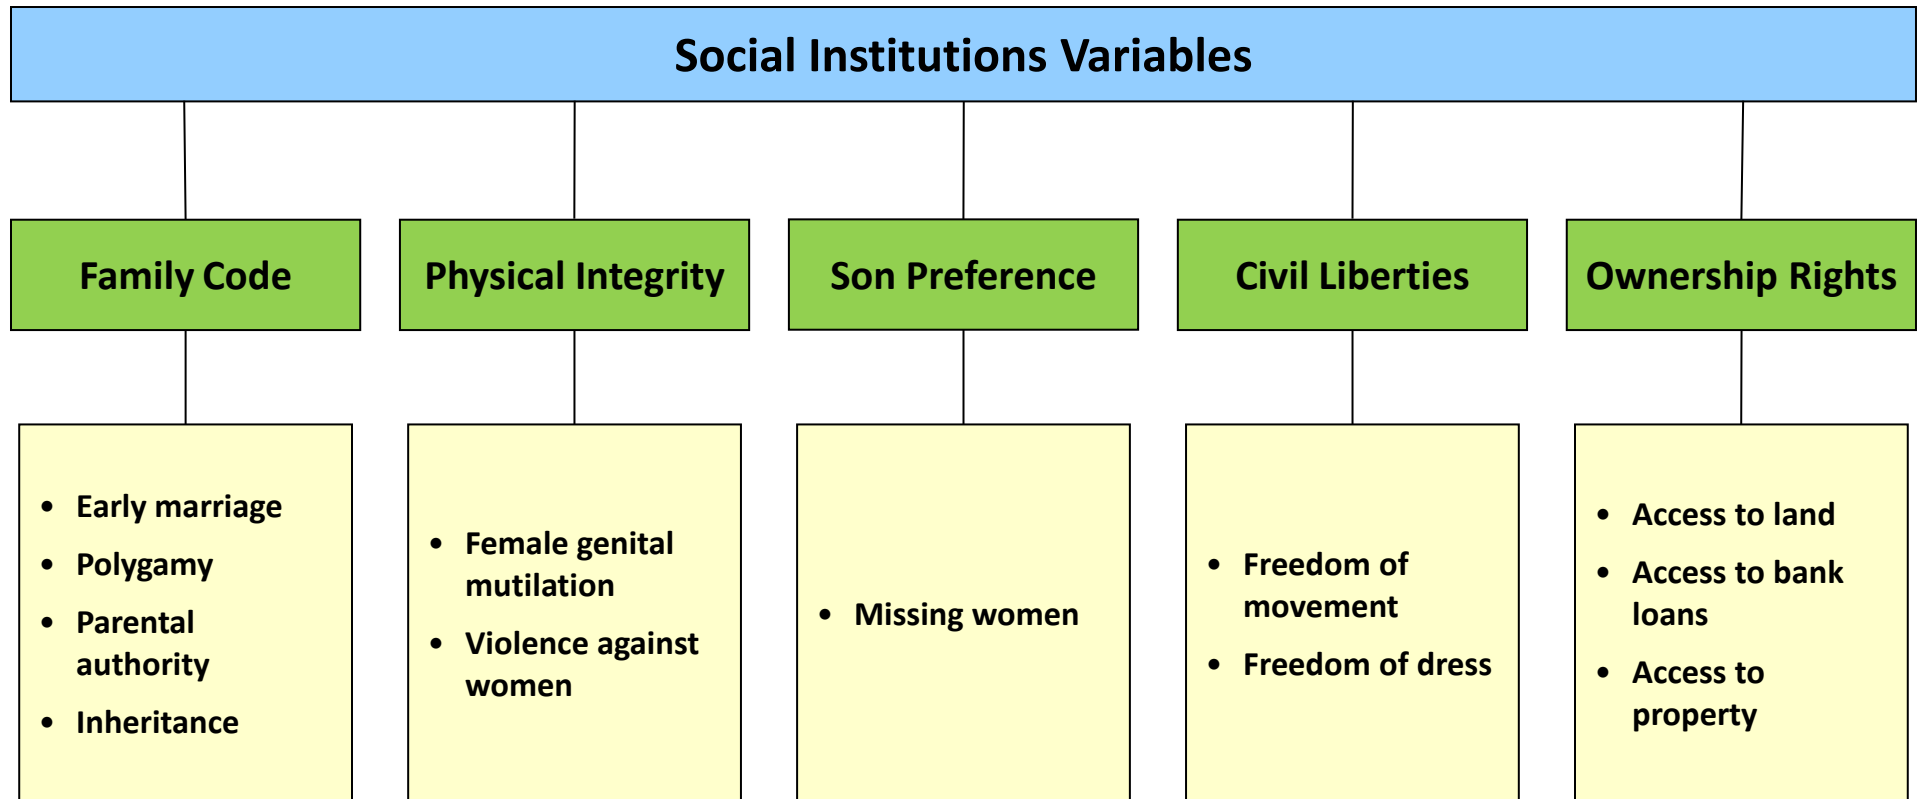 Social Institutions Variables
Family Code
Physical Integrity
Son Preference
Civil Liberties
Ownership Rights
• Early marriage
• Polygamy
• Parental
authority
• Inheritance
• Female genital
mutilation
• Violence against
women
• Missing women
• Freedom of
movement
• Freedom of dress
• Access to land
• Access to bank
loans
• Access to
property